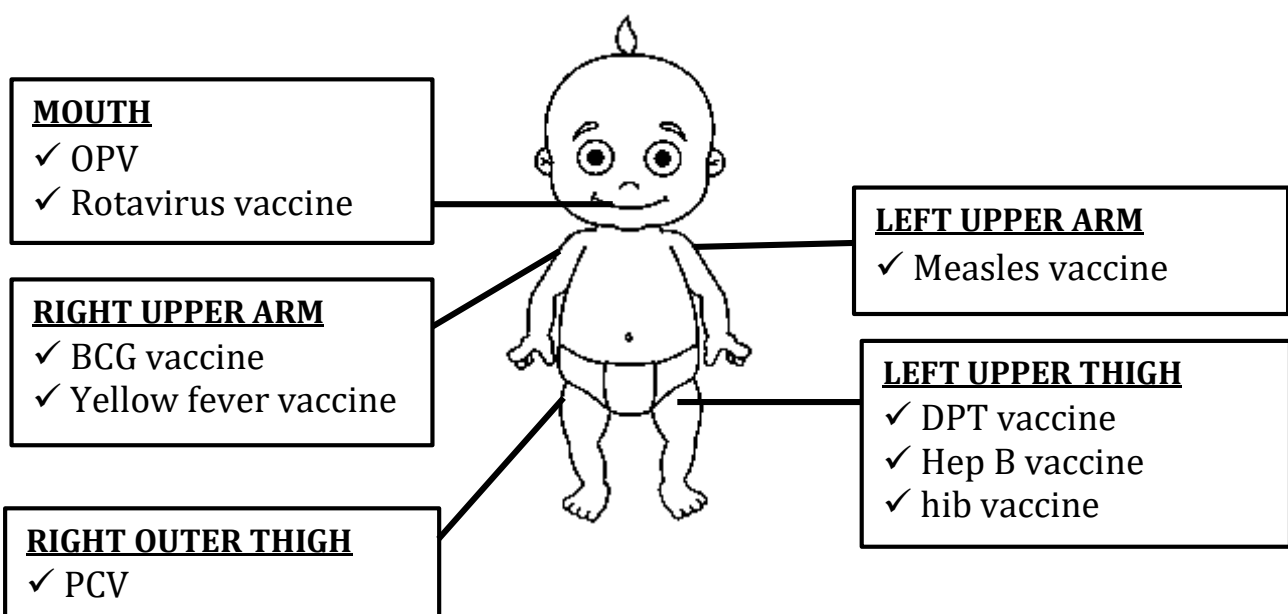 MOUTH
✓ OPV
✓ Rotavirus vaccine
RIGHT UPPER ARM
✓ BCG vaccine
✓ Yellow fever vaccine
RIGHT OUTER THIGH
✓ PCV
LEFT UPPER ARM
✓ Measles vaccine
LEFT UPPER THIGH
✓ DPT vaccine
✓ Hep B vaccine
✓ hib vaccine